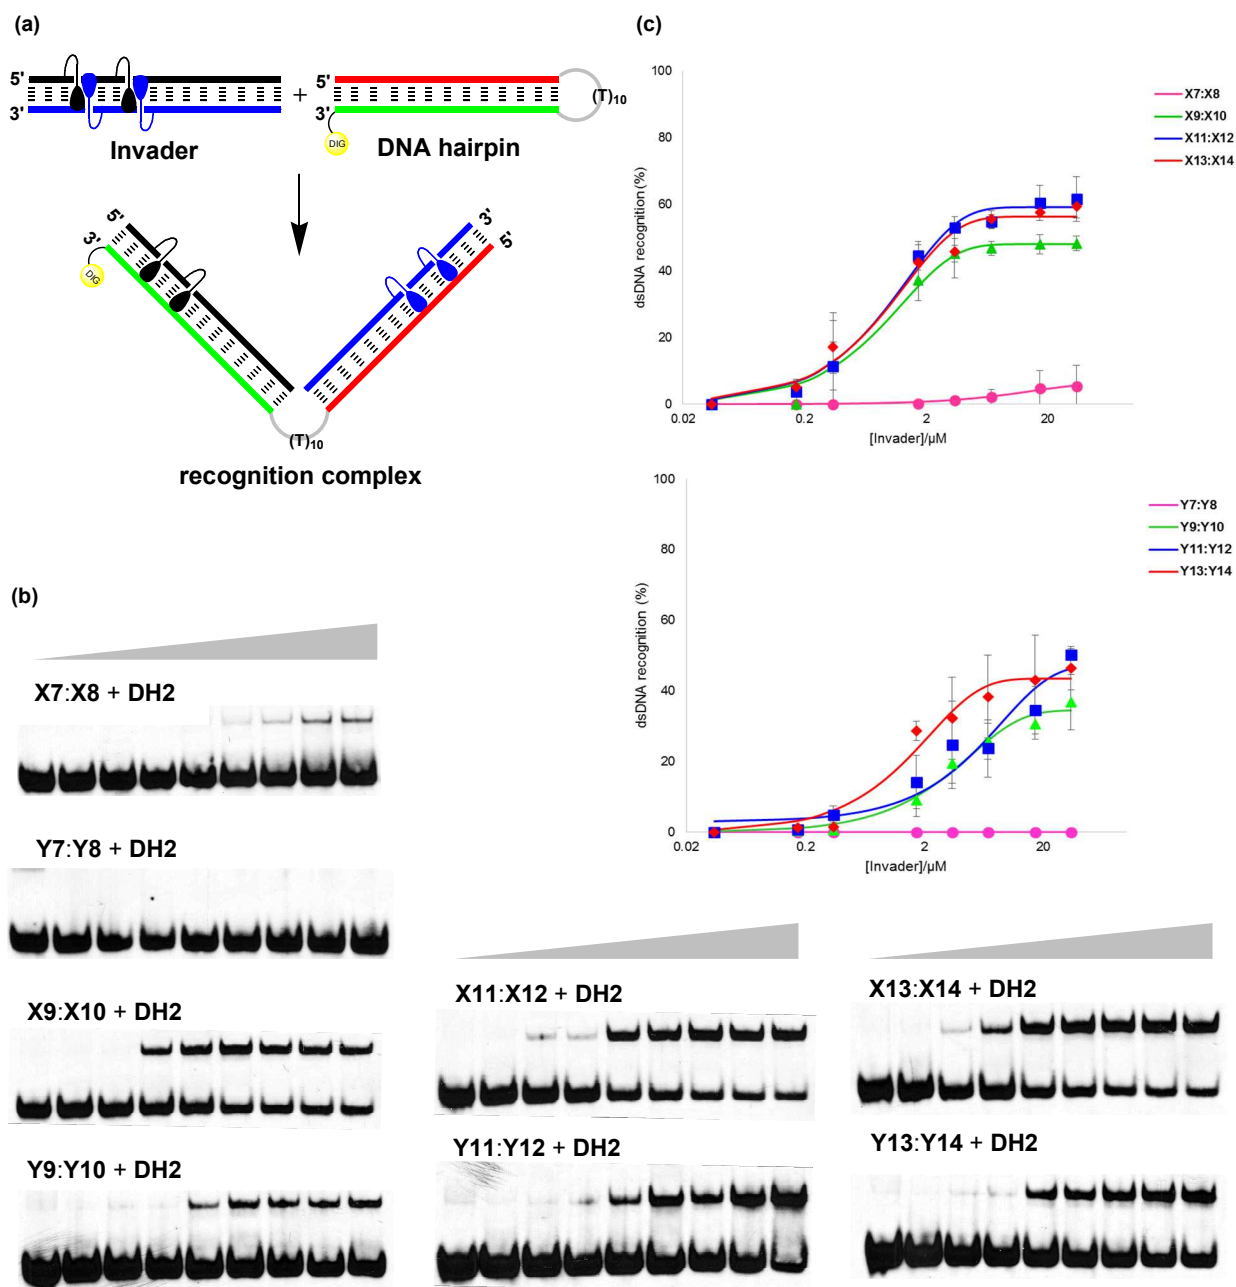 (a)
5'
3'
Invader
+
5'
3'
DIG
(T)10
DNA hairpin
5'
3'
DIG
3'
5'
(T)10
recognition complex
(b)
X7:X8 + DH2
Y7:Y8 + DH2
X9:X10 + DH2
Y9:Y10 + DH2
X11:X12 + DH2
Y11:Y12 + DH2
X13:X14 + DH2
Y13:Y14 + DH2
(c)
dsDNA recognition (%)
100
80
60
40
20
0
0.02
0.2
2
20
[Invader]/µM
X7:X8
X9:X10
X11:X12
X13:X14
dsDNA recognition (%)
100
80
60
40
20
0
0.02
0.2
2
20
[Invader]/µM
Y7:Y8
Y9:Y10
Y11:Y12
Y13:Y14